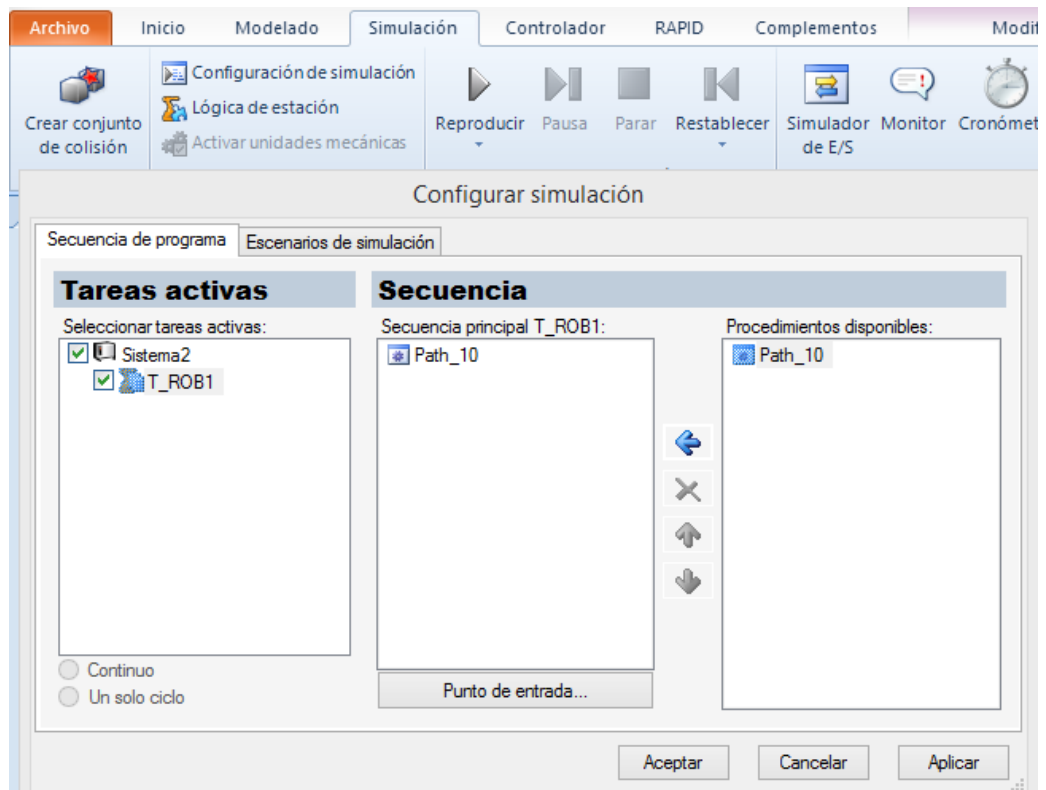 Archivo Inicio Modelado Simulación Controlador RAPID Complementos Modif
Crear conjunto de colisión
Configuración de simulación
Lógica de estación
Activar unidades mecánicas
Reproducir Pausa Parar Restablecer
Simulador de E/S
Monitor Cronómet
Configurar simulación
Secuencia de programa Escenarios de simulación
Tareas activas Secuencia
Seleccionar tareas activas: Secuencia principal T_ROB1: Procedimientos disponibles:
Sistema2 Path_10 Path_10
T_ROB1
Continuo
Un solo ciclo
Punto de entrada...
Aceptar Cancelar Aplicar